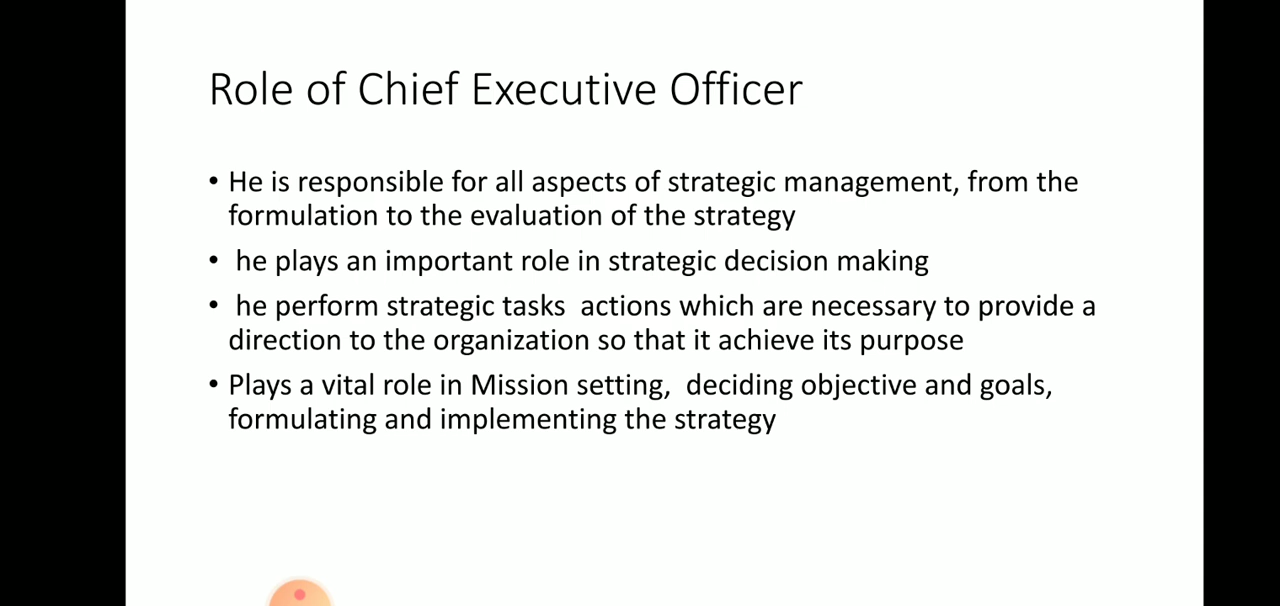 Role of Chief Executive Officer
• He is responsible for all aspects of strategic management, from the
formulation to the evaluation of the strategy
• he plays an important role in strategic decision making
• he perform strategic tasks actions which are necessary to provide a
direction to the organization so that it achieve its purpose
• Plays a vital role in Mission setting, deciding objective and goals,
formulating and implementing the strategy